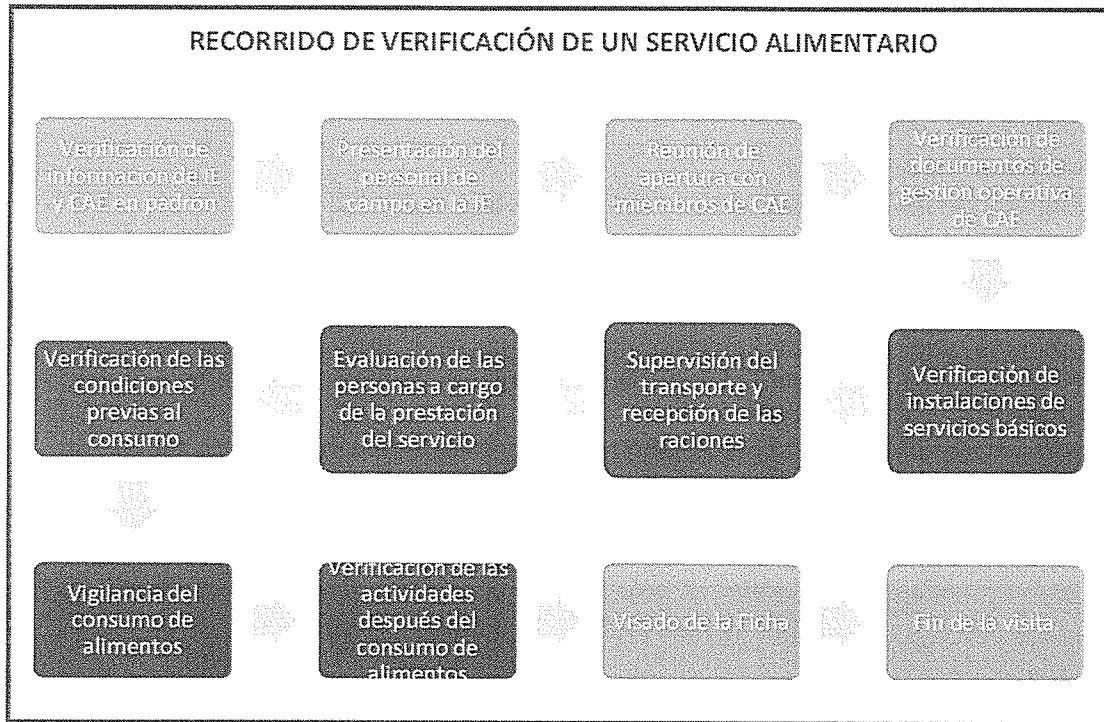 RECORRIDO DE VERIFICACIÓN DE UN SERVICIO ALIMENTARIO
Verificación de
información de IE
y CAE en padron
Presentación del
personal de
campo en la IE
Reunión de
apertura con
miembros de CAE
Verificación de
documentos de
gestión operativa
de CAE
Verificación de las
condiciones
previas al
consumo
Evaluación de las
personas a cargo
de la prestación
del servicio
Supervisión del
transporte y
recepción de las
raciones
Verificación de
instalaciones de
servicios básicos
Vigilancia del
consumo de
alimentos
Verificación de las
actividades
después del
consumo de
alimentos
Visado de la Ficha
Fin de la visita